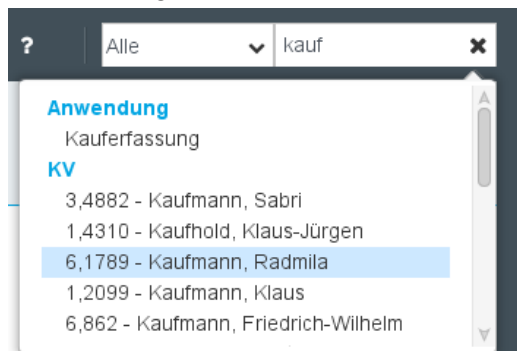 ?
Alle
kauf
Anwendung
Kauferfassung
KV
3,4882 - Kaufmann, Sabri
1,4310 - Kaufhold, Klaus-Jürgen
6,1789 - Kaufmann, Radmila
1,2099 - Kaufmann, Klaus
6,862 - Kaufmann, Friedrich-Wilhelm